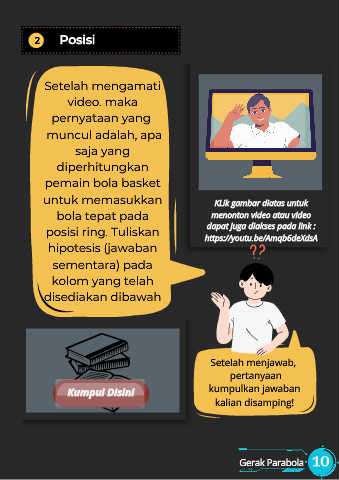 2 Posisi
Setelah mengamati
video. maka
pernyataan yang
muncul adalah, apa
saja yang
diperhitungkan
pemain bola basket
untuk memasukkan
bola tepat pada
posisi ring. Tuliskan
hipotesis (jawaban
sementara) pada
kolom yang telah
disediakan dibawah
KLik gambar diatas untuk
menonton video atau video
dapat juga diakses pada link :
https://youtu.be/Amqb6deXdsA
??
Setelah menjawab,
pertanyaan
kumpulkan jawaban
kalian disamping!
Kumpul Disini
Gerak Parabola 10